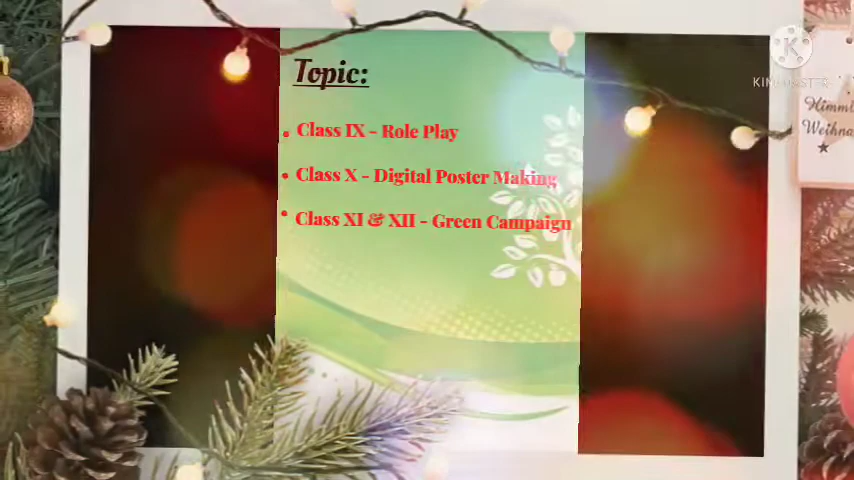 Topic:
• Class IX - Role Play
• Class X - Digital Poster Making
• Class XI & XII - Green Campaign
KINEMASTER